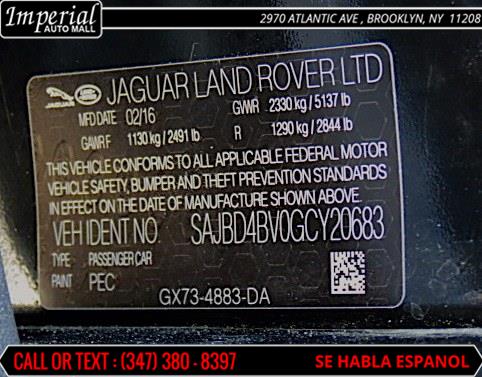 Imperial
AUTO MALL
2970 ATLANTIC AVE , BROOKLYN, NY 11208
JAGUAR LAND ROVER LTD
JAGUAR
MFD DATE 02/16 GVWR 2330 kg / 5137 lb
GAWR F 1130 kg / 2491 lb R 1290 kg / 2844 lb
THIS VEHICLE CONFORMS TO ALL APPLICABLE FEDERAL MOTOR
VEHICLE SAFETY, BUMPER AND THEFT PREVENTION STANDARDS
IN EFFECT ON THE DATE OF MANUFACTURE SHOWN ABOVE.
VEH IDENT NO. SAJBD4BV0GCY20683
TYPE PASSENGER CAR
PAINT PEC
GX73-4883-DA
CALL OR TEXT : (347) 380 - 8397
SE HABLA ESPANOL